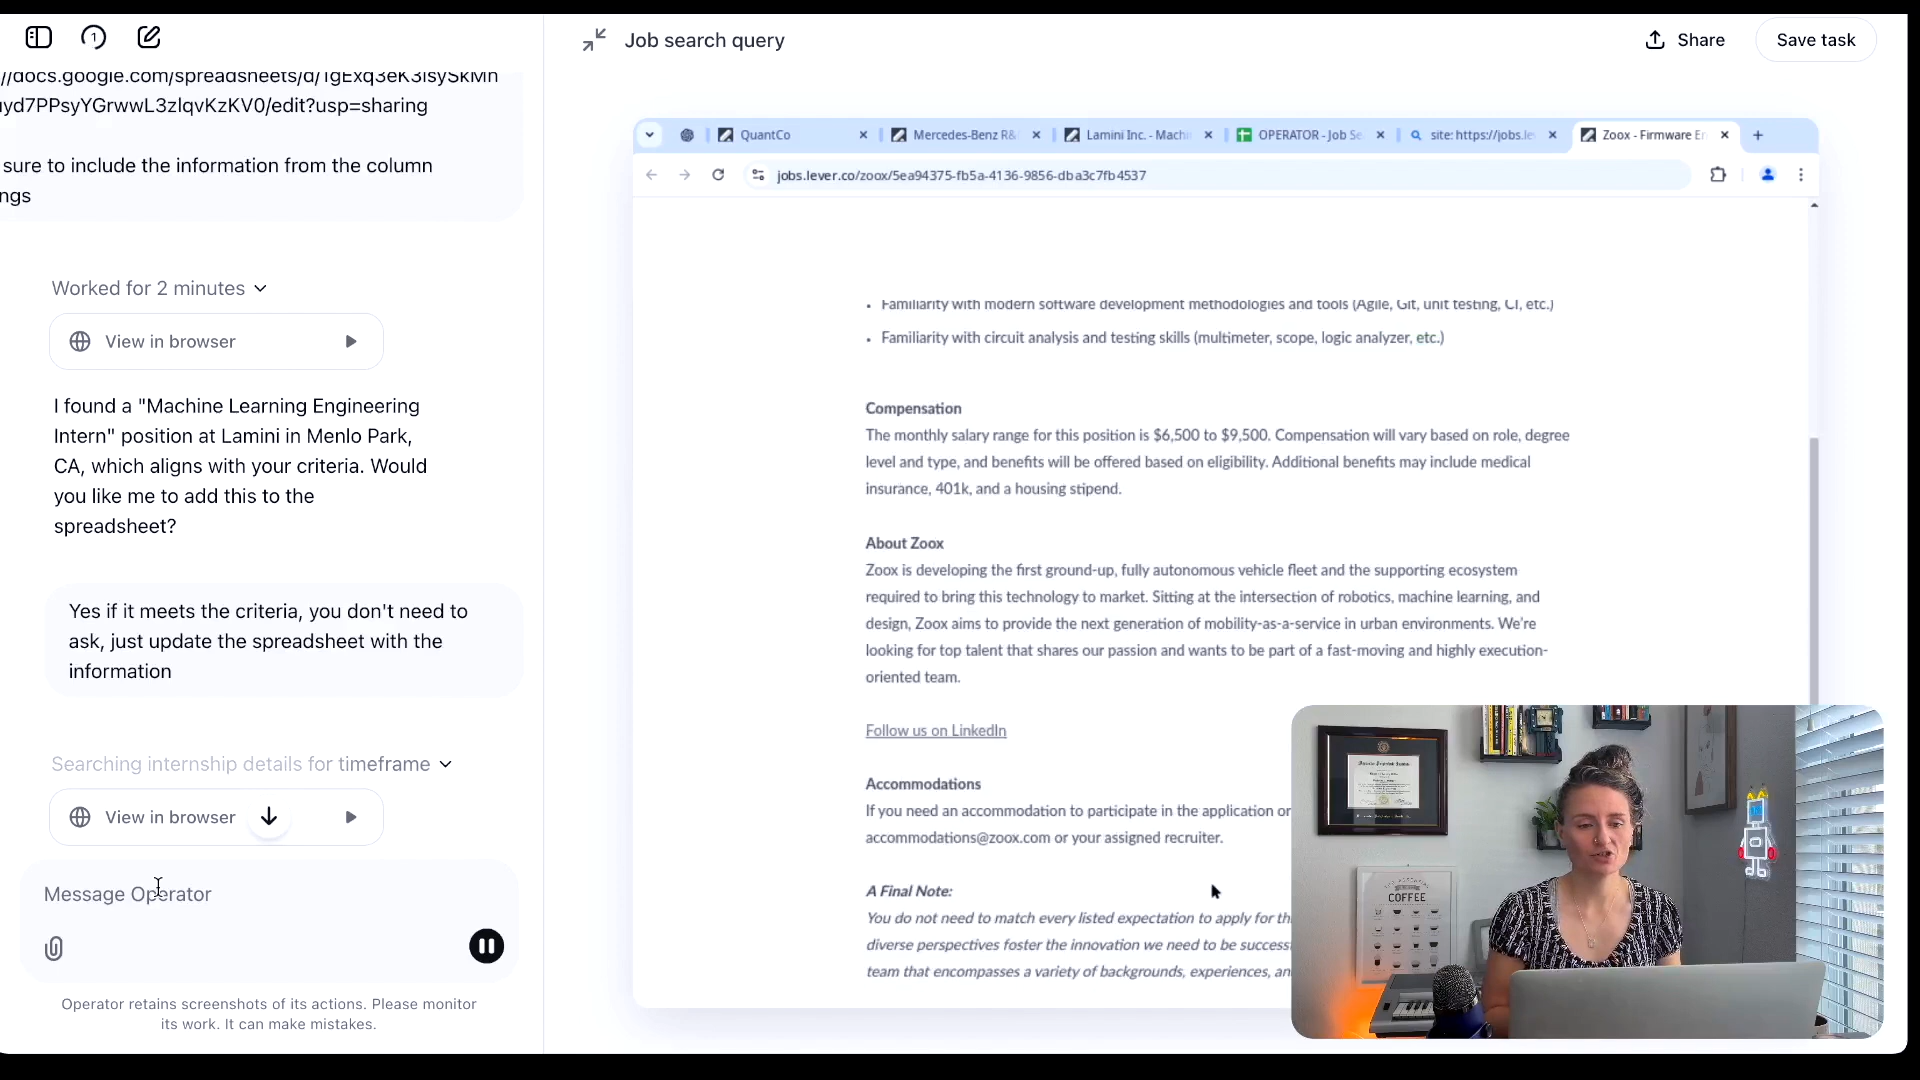 Job search query
Share
Save task
//docs.google.com/spreadsheets/d/
/edit?usp=sharing
sure to include the information from the column
ngs
Worked for 2 minutes
View in browser
I found a "Machine Learning Engineering
Intern" position at Lamini in Menlo Park,
CA, which aligns with your criteria. Would
you like me to add this to the
spreadsheet?
Yes if it meets the criteria, you don't need to
ask, just update the spreadsheet with the
information
Searching internship details for timeframe
View in browser
Message Operator
Operator retains screenshots of its actions. Please monitor
its work. It can make mistakes.
QuantCo
Mercedes-Benz R&
Lamini Inc. - Machi
OPERATOR - Job Se
site: https://jobs.le
Zoox - Firmware En
jobs.lever.co/zoox/5ea94375-fb5a-4136-9856-dba3c7fb4537
Familiarity with modern software development methodologies and tools (Agile, Git, unit testing, CI, etc.)
Familiarity with circuit analysis and testing skills (multimeter, scope, logic analyzer, etc.)
Compensation
The monthly salary range for this position is $6,500 to $9,500. Compensation will vary based on role, degree
level and type, and benefits will be offered based on eligibility. Additional benefits may include medical
insurance, 401k, and a housing stipend.
About Zoox
Zoox is developing the first ground-up, fully autonomous vehicle fleet and the supporting ecosystem
required to bring this technology to market. Sitting at the intersection of robotics, machine learning, and
design, Zoox aims to provide the next generation of mobility-as-a-service in urban environments. We're
looking for top talent that shares our passion and wants to be part of a fast-moving and highly execution-
oriented team.
Follow us on LinkedIn
Accommodations
If you need an accommodation to participate in the application or
accommodations@zoox.com or your assigned recruiter.
A Final Note:
You do not need to match every listed expectation to apply for th
diverse perspectives foster the innovation we need to be success
team that encompasses a variety of backgrounds, experiences, an
COFFEE